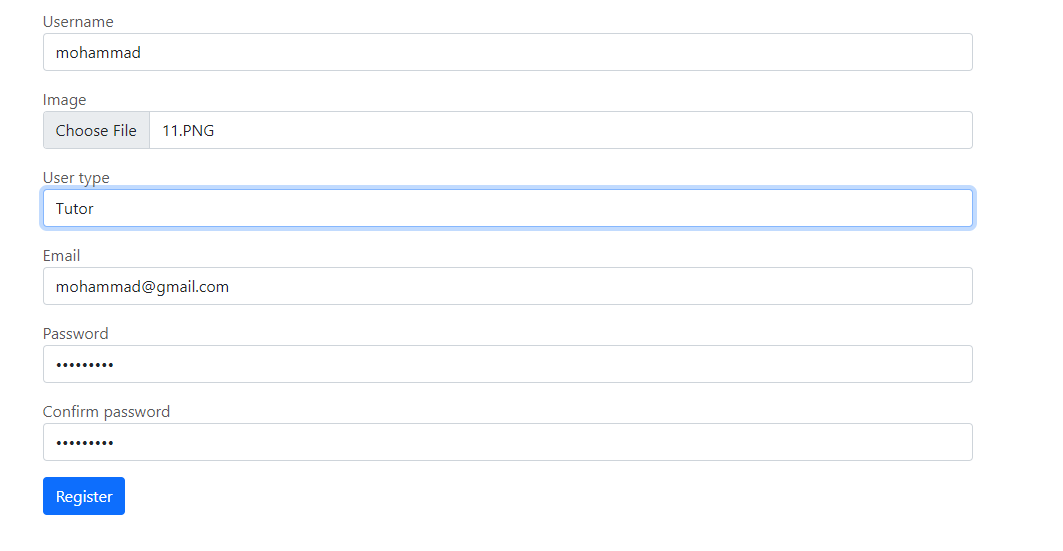 Username
mohammad
Image
Choose File 11.PNG
User type
Tutor
Email
mohammad@gmail.com
Password
•••••••••
Confirm password
•••••••••
Register